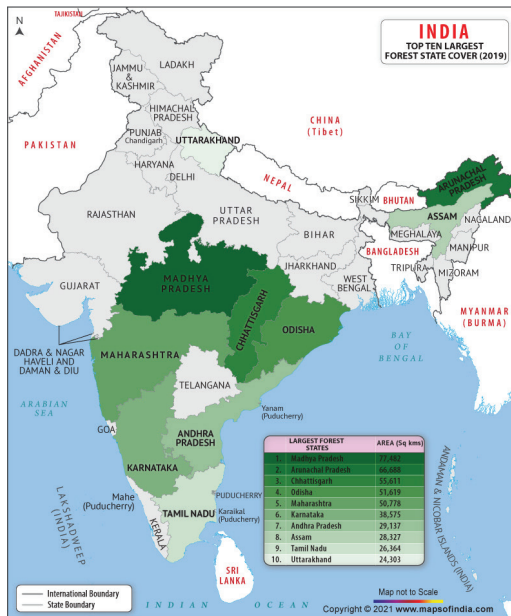 TAJIKISTAN
N
INDIA
TOP TEN LARGEST
FOREST STATE COVER (2019)
AFGHANISTAN
LADAKH
JAMMU
&
KASHMIR
HIMACHAL
PRADESH
CHINA
(Tibet)
PUNJAB
Chandigarh
UTTARAKHAND
PAKISTAN
HARYANA
DELHI
NEPAL
ARUNACHAL
PRADESH
SIKKIM
BHUTAN
RAJASTHAN
UTTAR
PRADESH
ASSAM
NAGALAND
BIHAR
MEGHALAYA
MANIPUR
BANGLADESH
JHARKHAND
TRIPURA
MIZORAM
GUJARAT
MADHYA
PRADESH
WEST
BENGAL
MYANMAR
(BURMA)
CHHATTISGARH
ODISHA
DADRA & NAGAR
HAVELI AND
DAMAN & DIU
MAHARASHTRA
BAY
OF
BENGAL
TELANGANA
ARABIAN
SEA
Yanam (Puducherry)
GOA
ANDHRA
PRADESH
KARNATAKA
LARGEST FOREST
STATES
AREA (Sq kms)
1. Madhya Pradesh 77,482
2. Arunachal Pradesh 66,688
3. Chhattisgarh 55,611
4. Odisha 51,619
5. Maharashtra 50,778
6. Karnataka 38,575
7. Andhra Pradesh 29,137
8. Assam 28,327
9. Tamil Nadu 26,364
10. Uttarakhand 24,303
ANDAMAN & NICOBAR ISLANDS (INDIA)
Mahe
(Puducherry)
PUDUCHERRY
TAMIL NADU
Karaikal
(Puducherry)
LAKSHADWEEP
(INDIA)
KERALA
SRI
LANKA
International Boundary
State Boundary
INDIAN OCEAN
Map not to Scale
Copyright © 2021 www.mapofindia.com